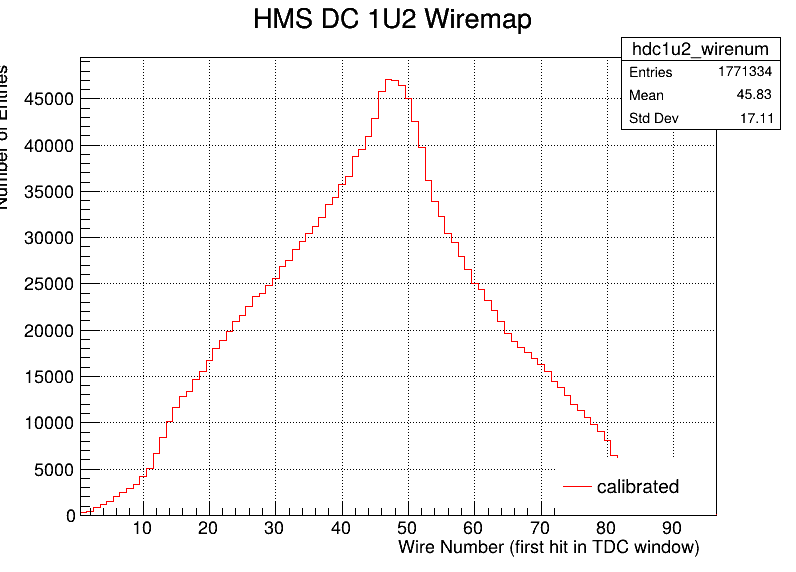 HMS DC 1U2 Wiremap
hdc1u2_wirenum
Entries 1771334
Mean 45.83
Std Dev 17.11
Number of Entries
45000
40000
35000
30000
25000
20000
15000
10000
5000
0
calibrated
10 20 30 40 50 60 70 80 90
Wire Number (first hit in TDC window)